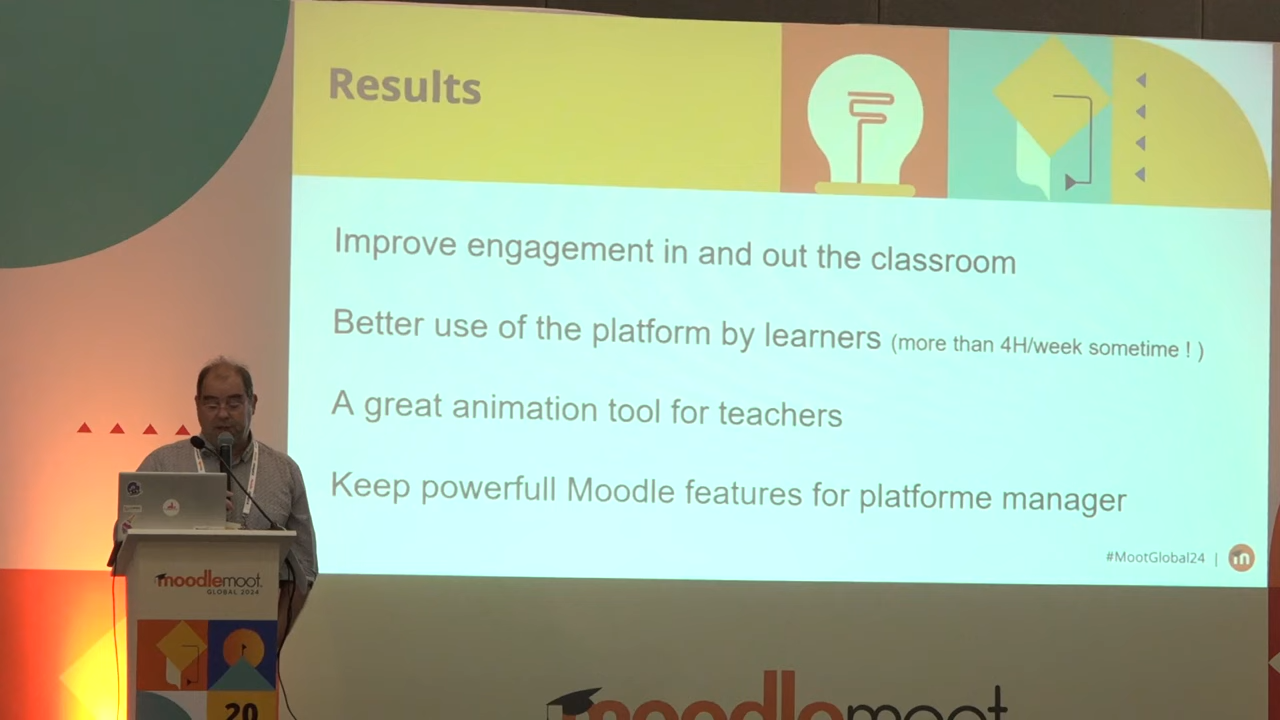 Results
Improve engagement in and out the classroom
Better use of the platform by learners (more than 4H/week sometime ! )
A great animation tool for teachers
Keep powerfull Moodle features for platforme manager
#MootGlobal24 |
m
moodlemoot.
GLOBAL 2024
20
moodlemoot